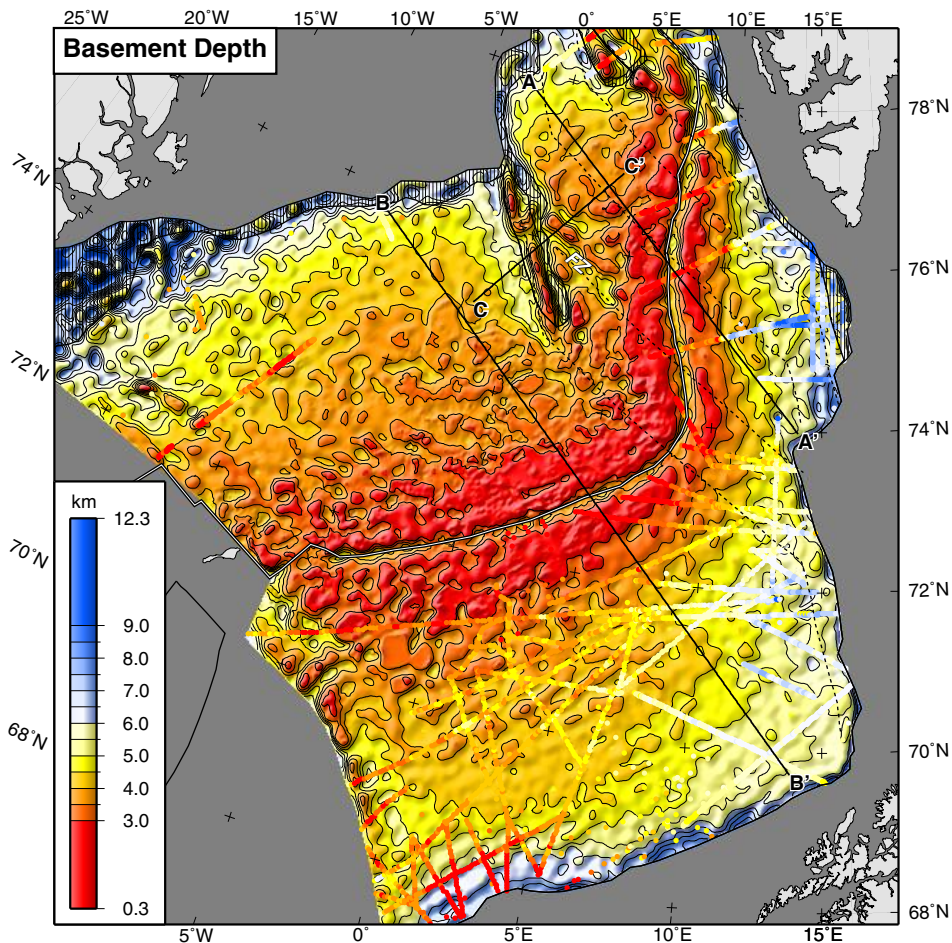 25˚W 20˚W 15˚W 10˚W 5˚W 0˚ 5˚E 10˚E 15˚E
Basement Depth
A
78˚N
C'
74˚N
B
FZ
76˚N
C
72˚N
A'
74˚N
km
12.3
70˚N
72˚N
9.0
8.0
7.0
6.0
68˚N
5.0
70˚N
4.0
B'
3.0
0.3
68˚N
5˚W 0˚ 5˚E 10˚E 15˚E